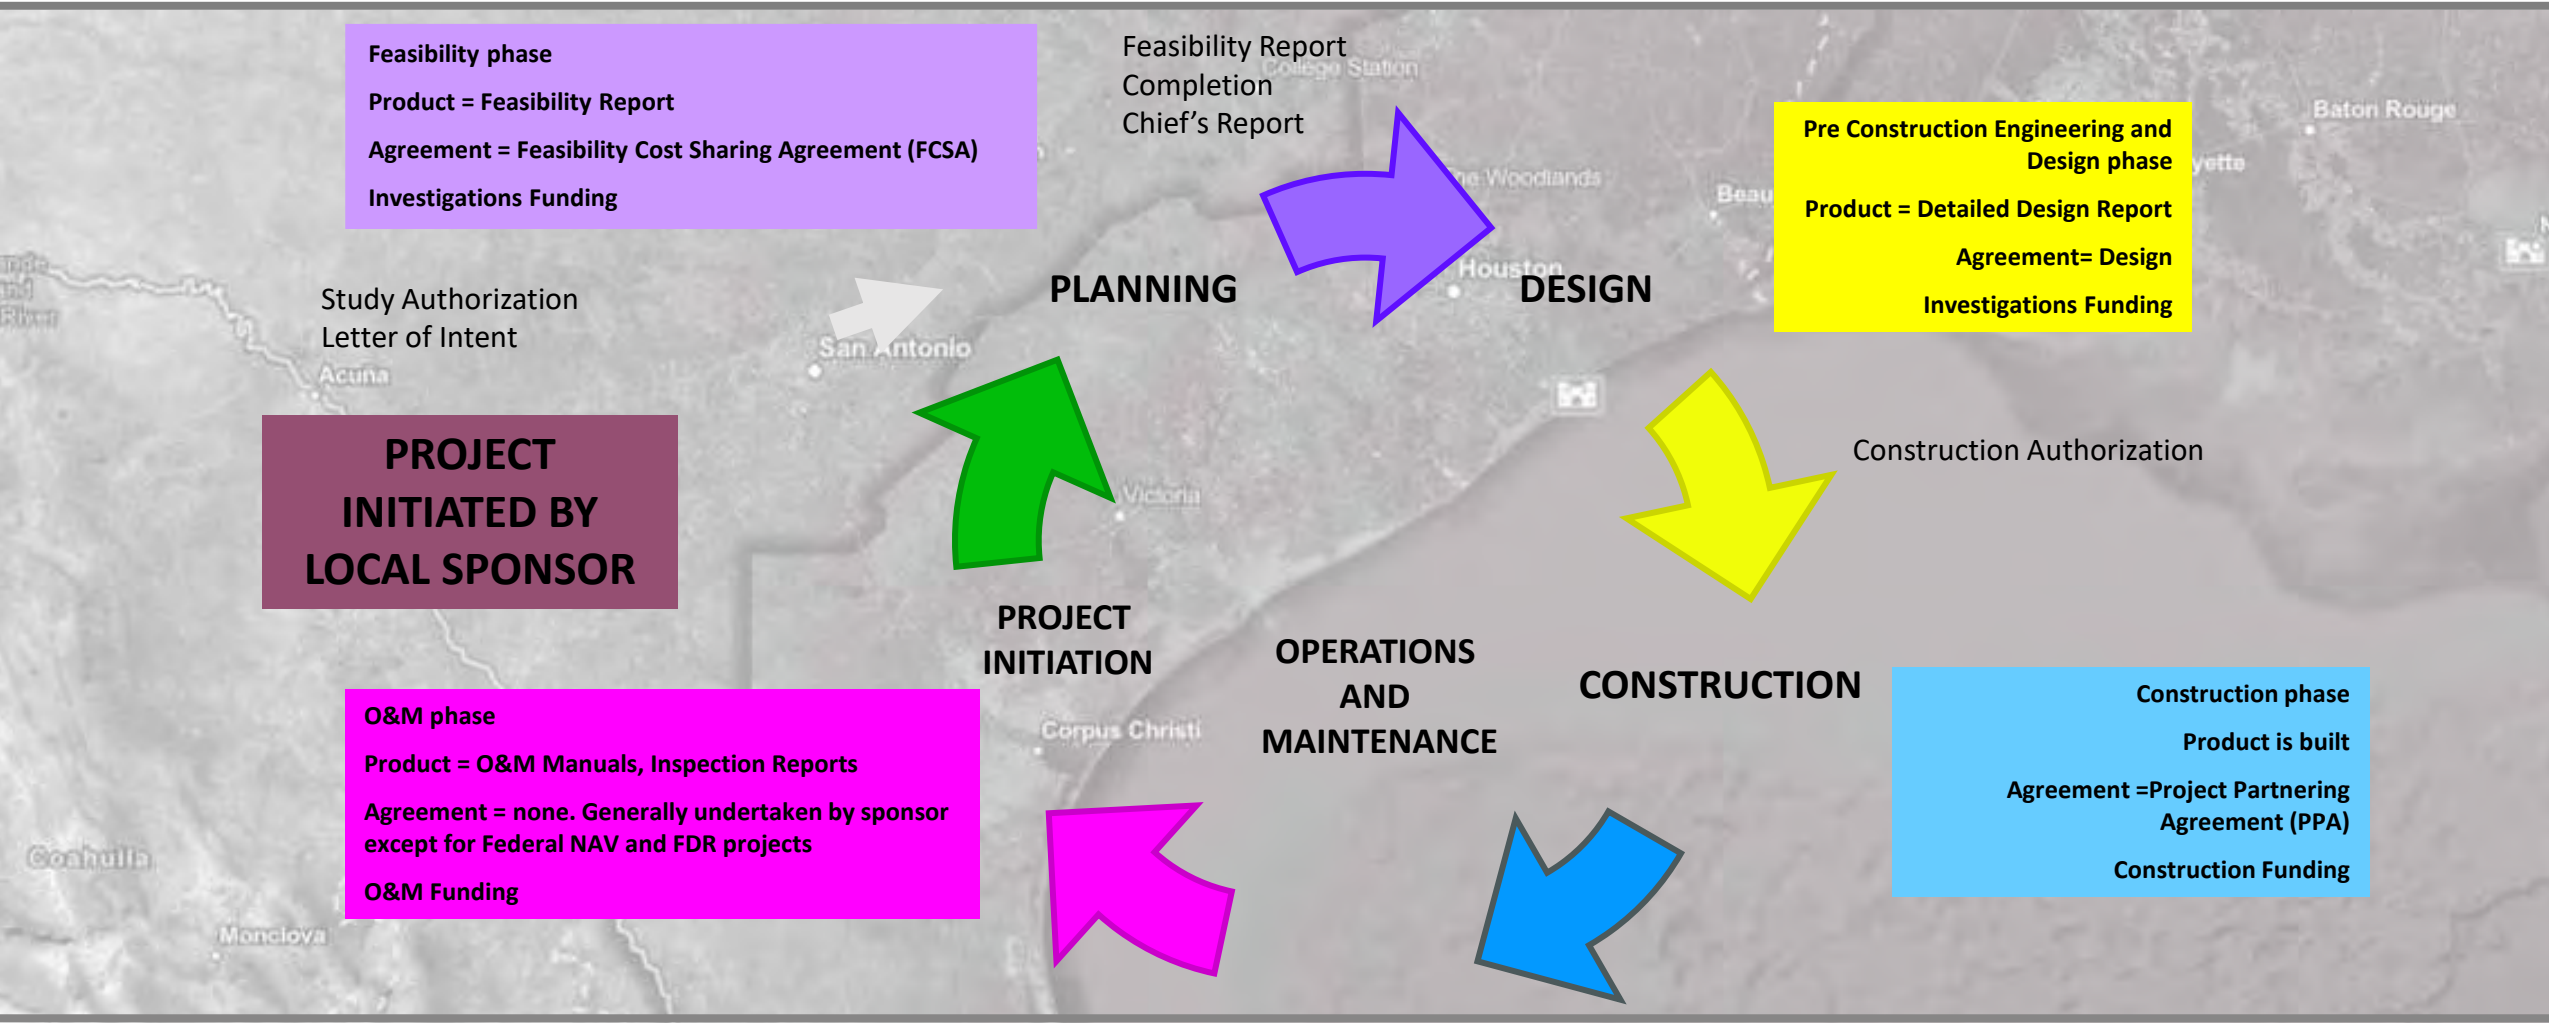 Feasibility phase
Product = Feasibility Report
Agreement = Feasibility Cost Sharing Agreement (FCSA)
Investigations Funding
Feasibility Report
Completion
Chief's Report
College Station
Pre Construction Engineering and
Design phase
Product = Detailed Design Report
Agreement= Design
Investigations Funding
Baton Rouge
Woodlands
Houston
Study Authorization
Letter of Intent
PLANNING
DESIGN
San Antonio
Acuna
PROJECT
INITIATED BY
LOCAL SPONSOR
Construction Authorization
Victoria
PROJECT
INITIATION
OPERATIONS
AND
MAINTENANCE
CONSTRUCTION
Corpus Christi
O&M phase
Product = O&M Manuals, Inspection Reports
Agreement = none. Generally undertaken by sponsor
except for Federal NAV and FDR projects
O&M Funding
Construction phase
Product is built
Agreement =Project Partnering
Agreement (PPA)
Construction Funding
Coahuila
Monclova